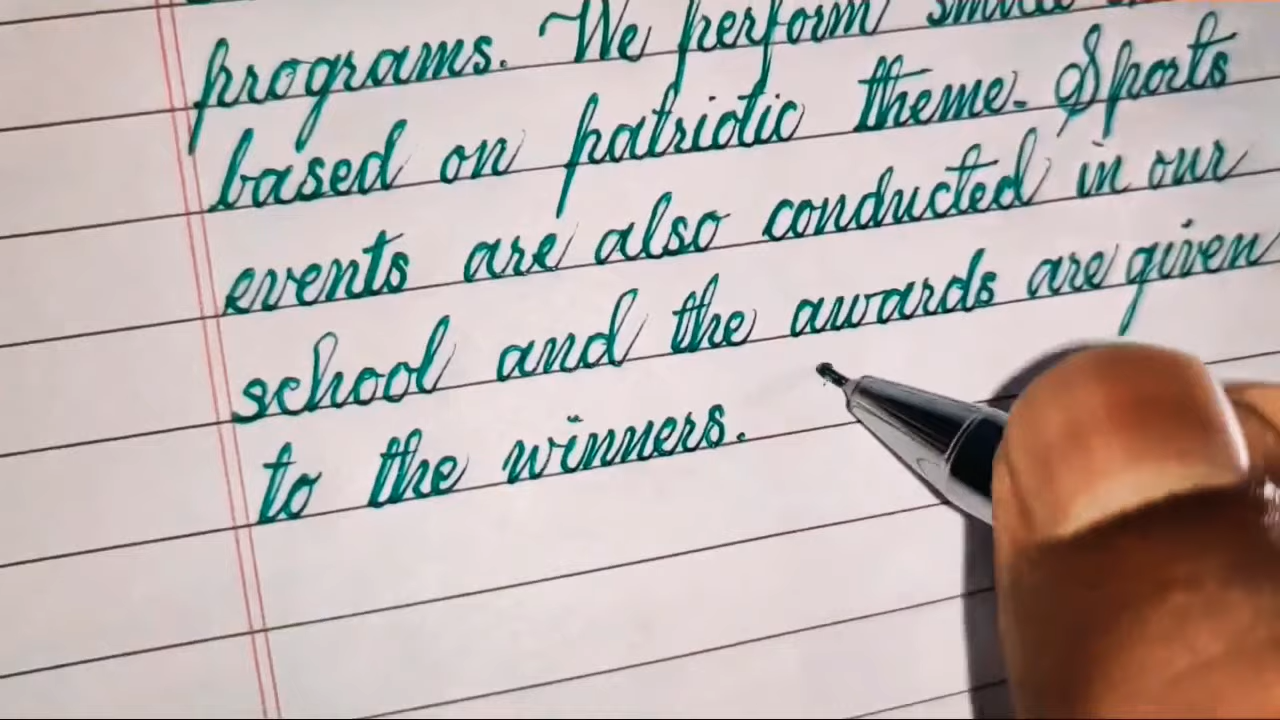 programs. We perform small
based on patriotic theme. Sports
events are also conducted in our
school and the awards are given
to the winners.